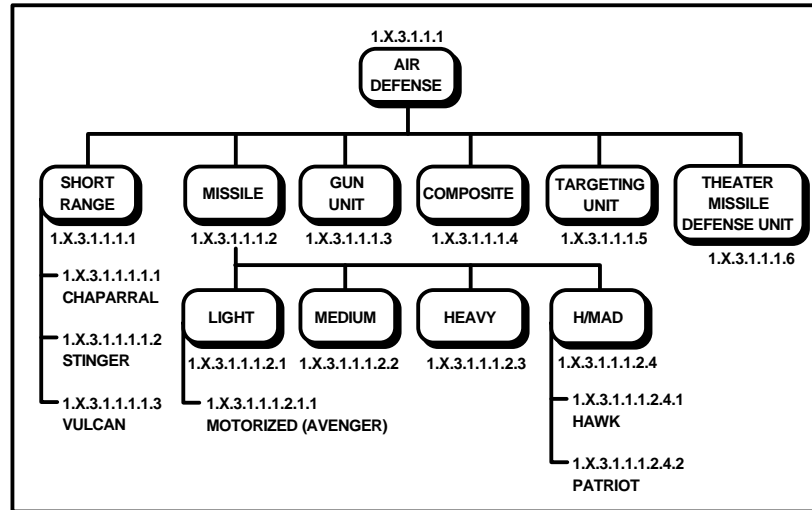 1.X.3.1.1.1
AIR
DEFENSE
SHORT
RANGE
1.X.3.1.1.1.1
1.X.3.1.1.1.1.1
CHAPARRAL
1.X.3.1.1.1.1.2
STINGER
1.X.3.1.1.1.1.3
VULCAN
MISSILE
1.X.3.1.1.1.2
LIGHT
1.X.3.1.1.1.2.1
1.X.3.1.1.1.2.1.1
MOTORIZED (AVENGER)
MEDIUM
1.X.3.1.1.1.2.2
HEAVY
1.X.3.1.1.1.2.3
H/MAD
1.X.3.1.1.1.2.4
1.X.3.1.1.1.2.4.1
HAWK
1.X.3.1.1.1.2.4.2
PATRIOT
GUN
UNIT
1.X.3.1.1.1.3
COMPOSITE
1.X.3.1.1.1.4
TARGETING
UNIT
1.X.3.1.1.1.5
THEATER
MISSILE
DEFENSE UNIT
1.X.3.1.1.1.6